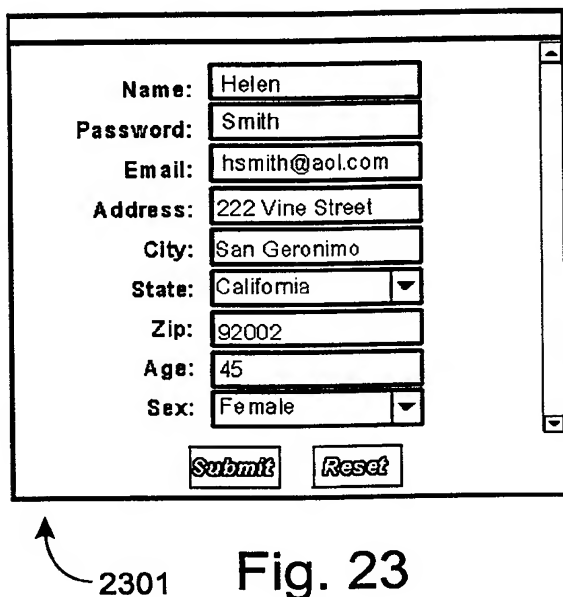 Name: Helen
Password: Smith
Email: hsmith@aol.com
Address: 222 Vine Street
City: San Geronimo
State: California
Zip: 92002
Age: 45
Sex: Female
Submit Reset
2301 Fig. 23